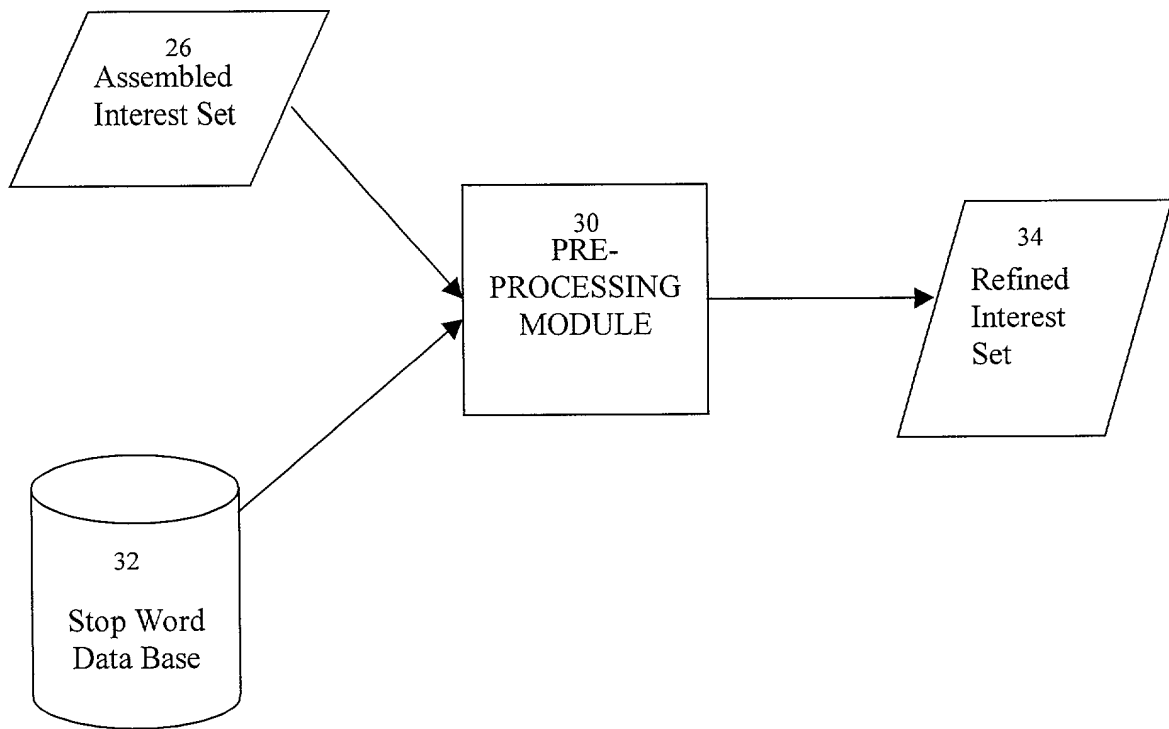 26
Assembled
Interest Set
30
PRE-
PROCESSING
MODULE
34
Refined
Interest
Set
32
Stop Word
Data Base